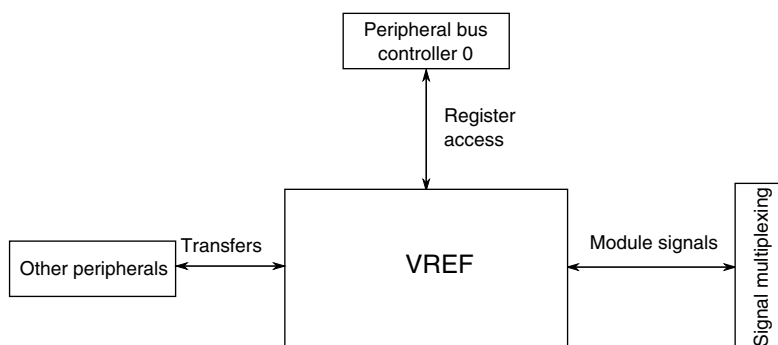 Peripheral bus
controller 0
Register
access
Transfers
Other peripherals
VREF
Module signals
Signal multiplexing